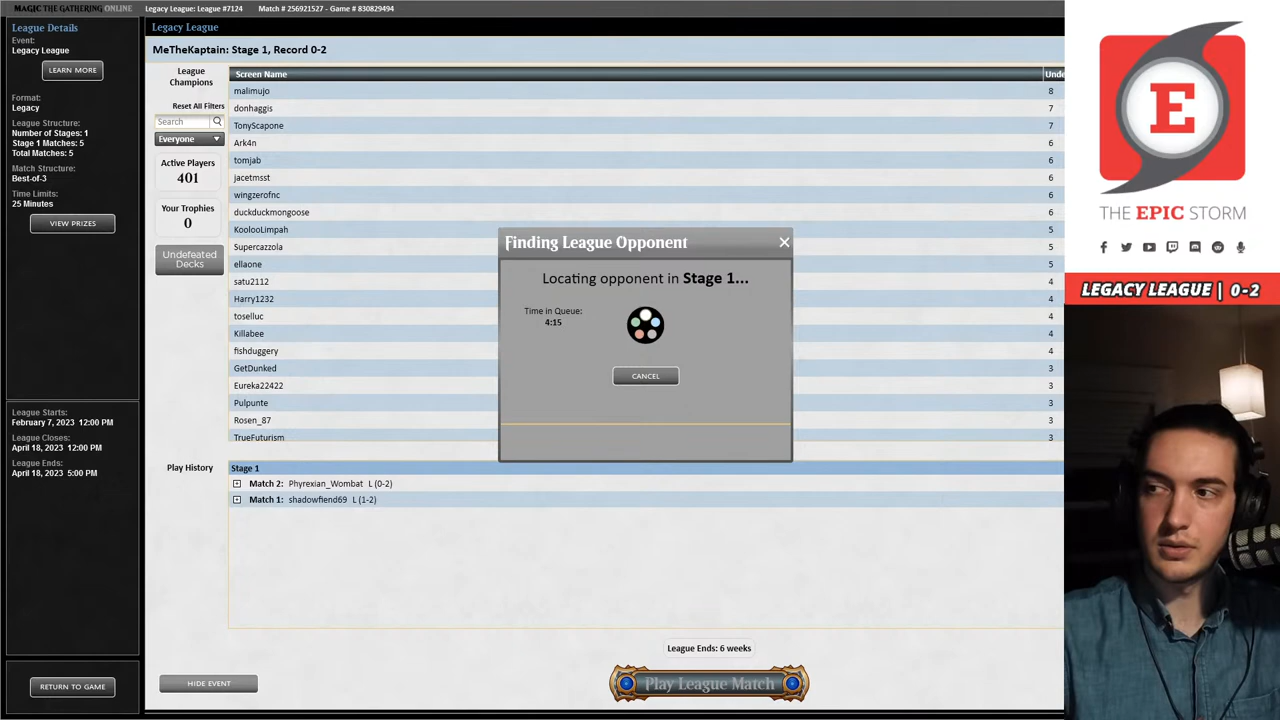 MAGIC THE GATHERING ONLINE
Legacy League: League #7124
Match # 256921527 - Game # 830829494
League Details
Event:
Legacy League
LEARN MORE
Format:
Legacy
League Structure:
Number of Stages: 1
Stage 1 Matches: 5
Total Matches: 5
Match Structure:
Best-of-3
Time Limits:
25 Minutes
VIEW PRIZES
League Starts:
February 7, 2023 12:00 PM
League Closes:
April 18, 2023 12:00 PM
League Ends:
April 18, 2023 5:00 PM
RETURN TO GAME
Legacy League
MeTheKaptain: Stage 1, Record 0-2
League
Champions
Reset All Filters
Search
Everyone
Active Players
401
Your Trophies
0
Undefeated
Decks
Screen Name Unde
malimujo 8
donhaggis 7
TonyScapone 7
Ark4n 6
tomjab 6
jacetmsst 6
wingzerofnc 6
duckduckmongoose 6
KoolooLimpah 6
Supercazzola 5
ellaone 5
satu2112 4
Harry1232 4
toselluc 4
Killabee 4
fishduggery 4
GetDunked 3
Eureka22422 3
Pulpunte 3
Rosen_87 3
TrueFuturism 3
Finding League Opponent
Locating opponent in Stage 1...
Time in Queue:
4:15
CANCEL
Play History
Stage 1
Match 2: Phyrexian_Wombat L (0-2)
Match 1: shadowfiend69 L (1-2)
League Ends: 6 weeks
HIDE EVENT
Play League Match
E
THE EPIC STORM
LEGACY LEAGUE | 0-2